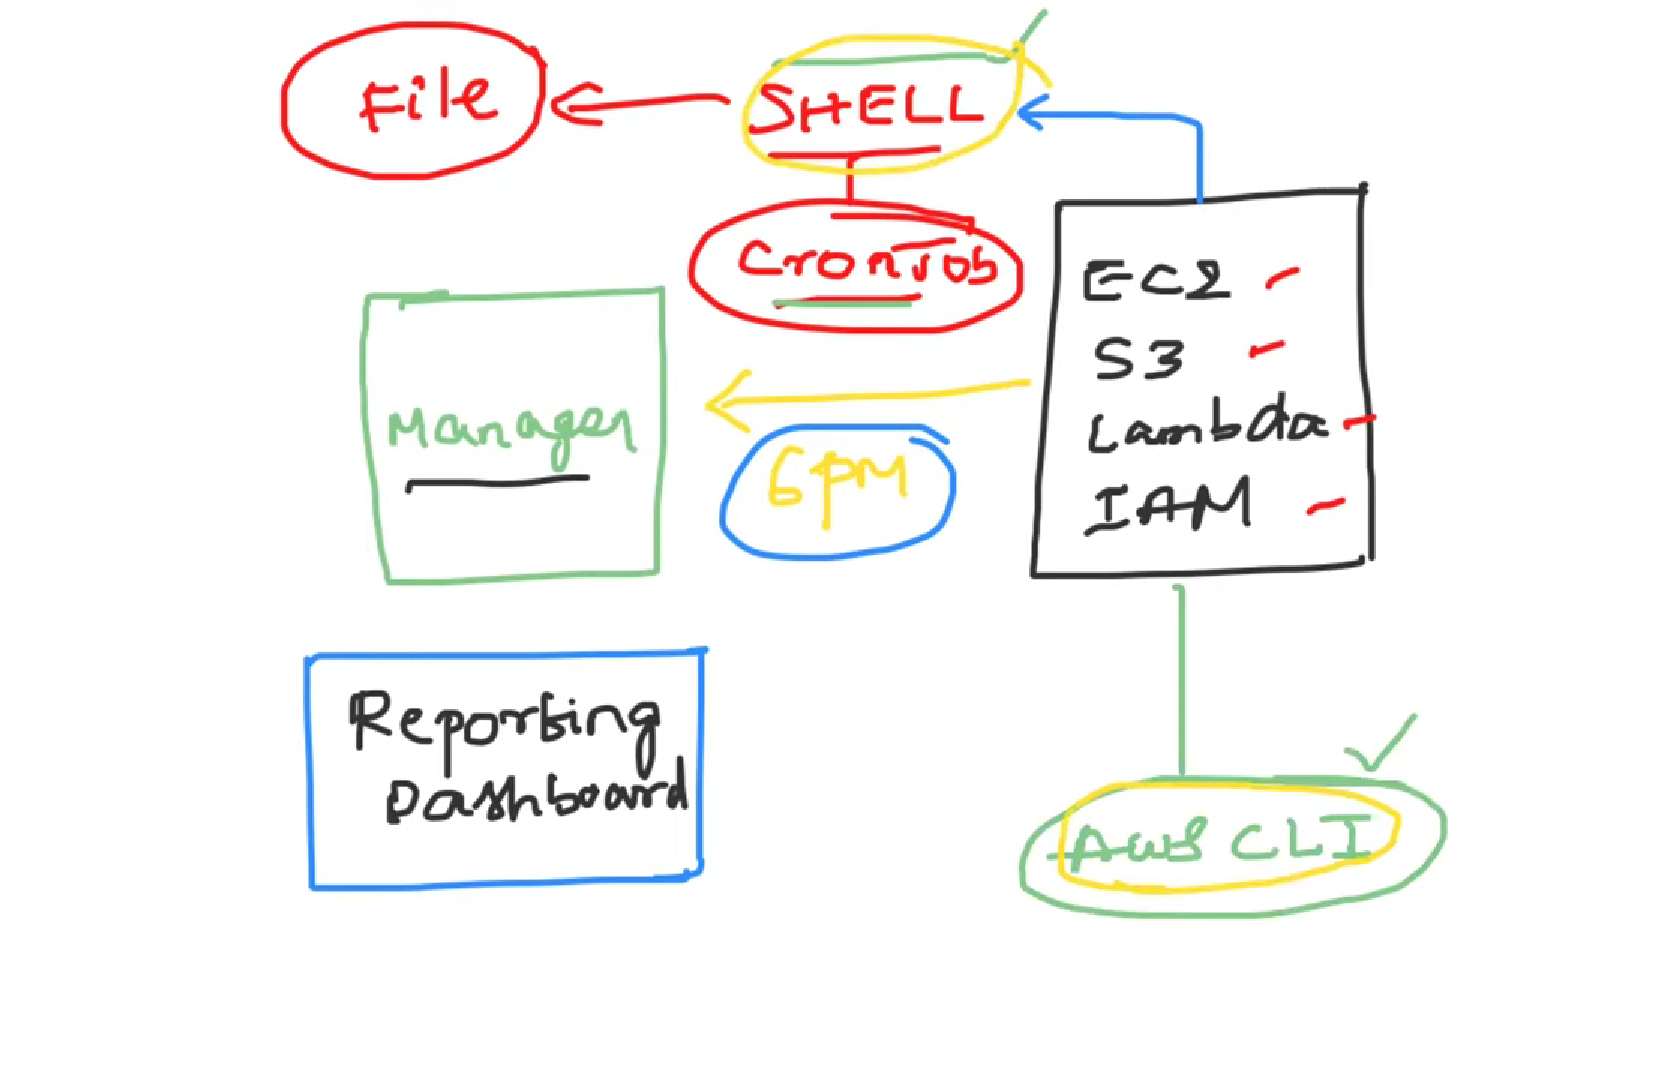 File
SHELL
CronJob
EC2
S3
Lambda
IAM
Manager
6PM
Reporting
Dashboard
AWS CLI